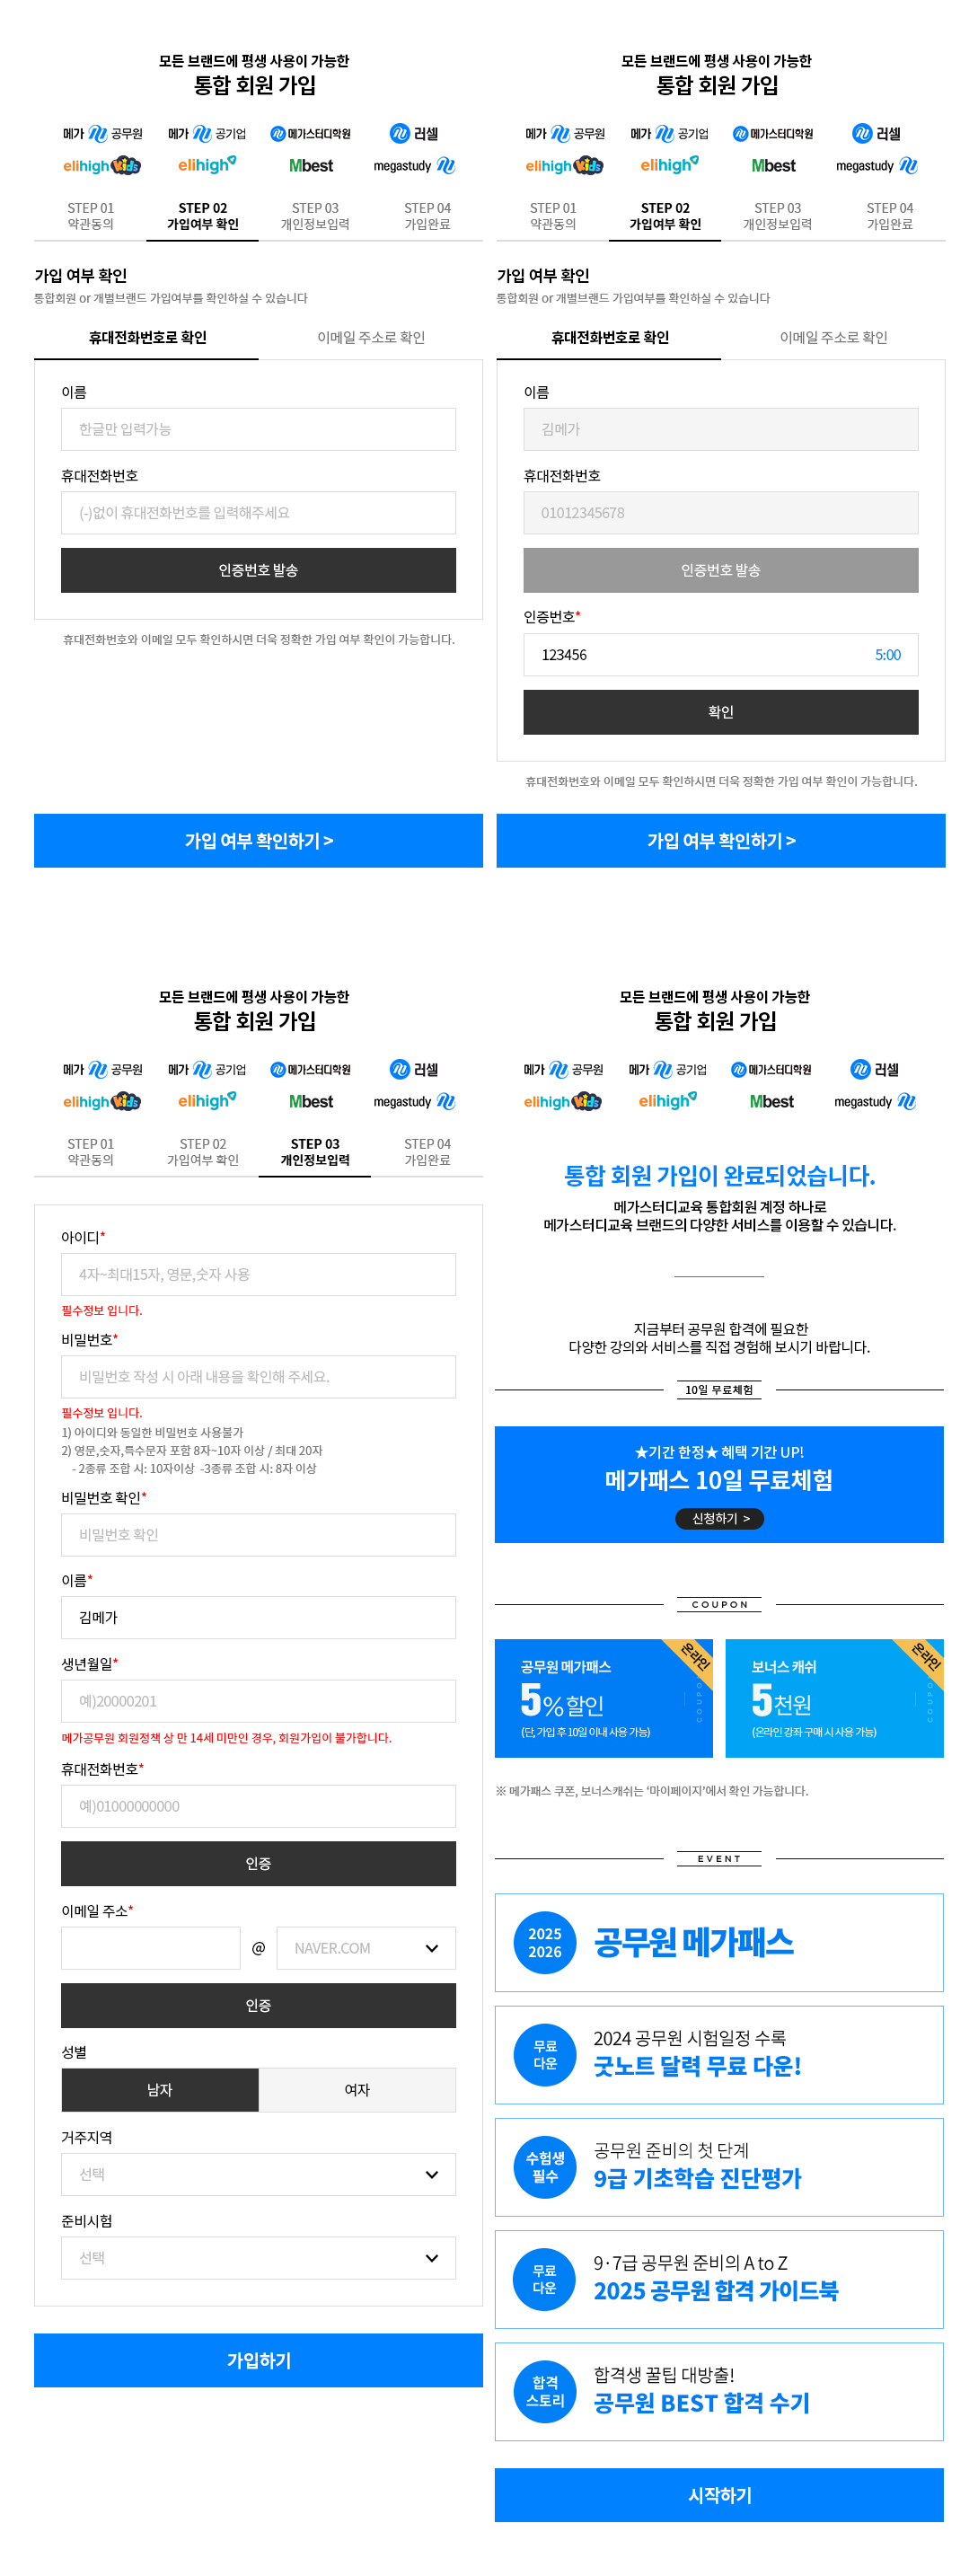 모든 브랜드에 평생 사용이 가능한
통합 회원 가입
메가 공무원 메가 공기업 메가스터디학원 러셀
elihigh kids elihigh Mbest megastudy
STEP 01 STEP 02 STEP 03 STEP 04
약관동의 가입여부 확인 개인정보입력 가입완료
가입 여부 확인
통합회원 or 개별브랜드 가입여부를 확인하실 수 있습니다
휴대전화번호로 확인 이메일 주소로 확인
이름
한글만 입력가능
휴대전화번호
(-)없이 휴대전화번호를 입력해주세요
인증번호 발송
휴대전화번호와 이메일 모두 확인하시면 더욱 정확한 가입 여부 확인이 가능합니다.
가입 여부 확인하기 >
모든 브랜드에 평생 사용이 가능한
통합 회원 가입
메가 공무원 메가 공기업 메가스터디학원 러셀
elihigh kids elihigh Mbest megastudy
STEP 01 STEP 02 STEP 03 STEP 04
약관동의 가입여부 확인 개인정보입력 가입완료
가입 여부 확인
통합회원 or 개별브랜드 가입여부를 확인하실 수 있습니다
휴대전화번호로 확인 이메일 주소로 확인
이름
김메가
휴대전화번호
01012345678
인증번호 발송
인증번호*
123456 5:00
확인
휴대전화번호와 이메일 모두 확인하시면 더욱 정확한 가입 여부 확인이 가능합니다.
가입 여부 확인하기 >
모든 브랜드에 평생 사용이 가능한
통합 회원 가입
메가 공무원 메가 공기업 메가스터디학원 러셀
elihigh kids elihigh Mbest megastudy
STEP 01 STEP 02 STEP 03 STEP 04
약관동의 가입여부 확인 개인정보입력 가입완료
아이디*
4자~최대15자, 영문,숫자 사용
필수정보 입니다.
비밀번호*
비밀번호 작성 시 아래 내용을 확인해 주세요.
필수정보 입니다.
1) 아이디와 동일한 비밀번호 사용불가
2) 영문,숫자,특수문자 포함 8자~10자 이상 / 최대 20자
- 2종류 조합 시: 10자이상 -3종류 조합 시: 8자 이상
비밀번호 확인*
비밀번호 확인
이름*
김메가
생년월일*
예)20000201
메가공무원 회원정책 상 만 14세 미만인 경우, 회원가입이 불가합니다.
휴대전화번호*
예)01000000000
인증
이메일 주소*
@ NAVER.COM
인증
성별
남자 여자
거주지역
선택
준비시험
선택
가입하기
모든 브랜드에 평생 사용이 가능한
통합 회원 가입
메가 공무원 메가 공기업 메가스터디학원 러셀
elihigh kids elihigh Mbest megastudy
통합 회원 가입이 완료되었습니다.
메가스터디교육 통합회원 계정 하나로
메가스터디교육 브랜드의 다양한 서비스를 이용할 수 있습니다.
지금부터 공무원 합격에 필요한
다양한 강의와 서비스를 직접 경험해 보시기 바랍니다.
10일 무료체험
★기간 한정★ 혜택 기간 UP!
메가패스 10일 무료체험
신청하기 >
COUPON
공무원 메가패스
5% 할인
(단, 가입 후 10일 이내 사용 가능)
온라인
COUPON
보너스 캐쉬
5천원
(온라인 강좌 구매 시 사용 가능)
온라인
COUPON
※ 메가패스 쿠폰, 보너스캐쉬는 ‘마이페이지’에서 확인 가능합니다.
EVENT
2025
2026
공무원 메가패스
무료
다운
2024 공무원 시험일정 수록
굿노트 달력 무료 다운!
수험생
필수
공무원 준비의 첫 단계
9급 기초학습 진단평가
무료
다운
9·7급 공무원 준비의 A to Z
2025 공무원 합격 가이드북
합격
스토리
합격생 꿀팁 대방출!
공무원 BEST 합격 수기
시작하기